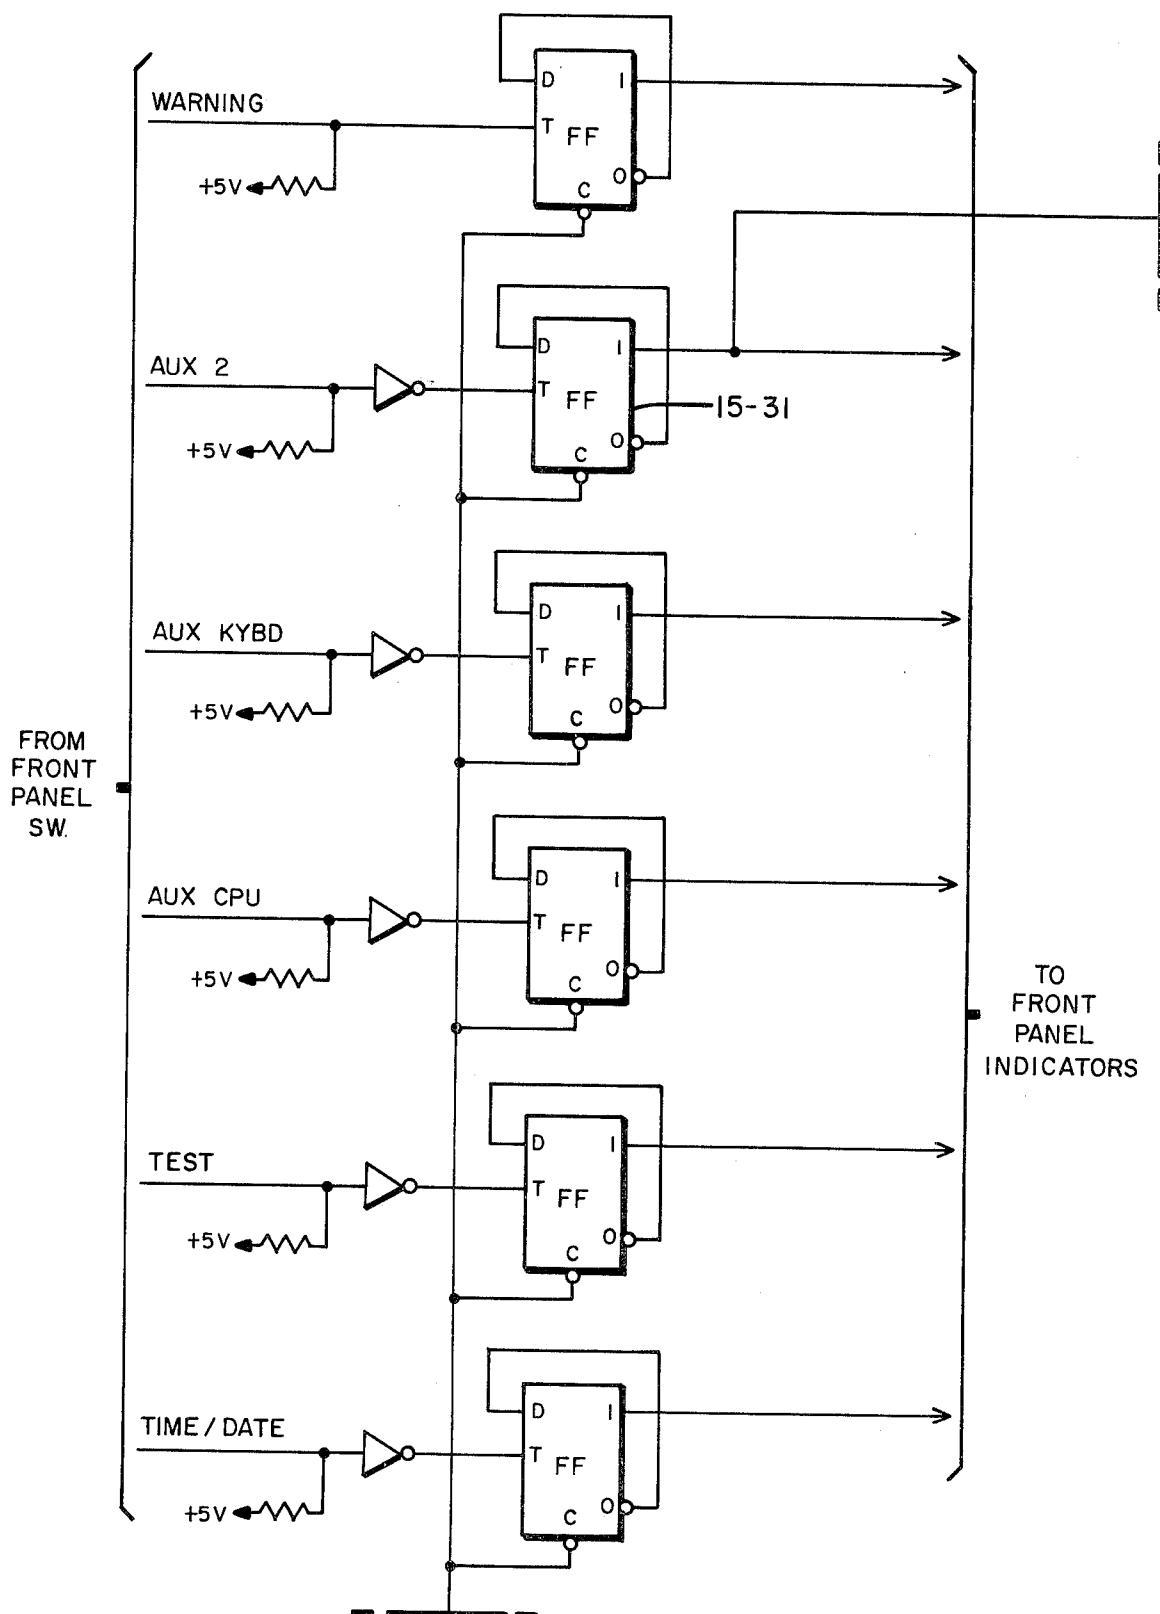 WARNING
+5V
D
I
T
FF
O
C
AUX 2
+5V
D
I
T
FF
15-31
O
C
AUX KYBD
+5V
D
I
T
FF
O
C
FROM
FRONT
PANEL
SW.
AUX CPU
+5V
D
I
T
FF
O
C
TO
FRONT
PANEL
INDICATORS
TEST
+5V
D
I
T
FF
O
C
TIME/DATE
+5V
D
I
T
FF
O
C